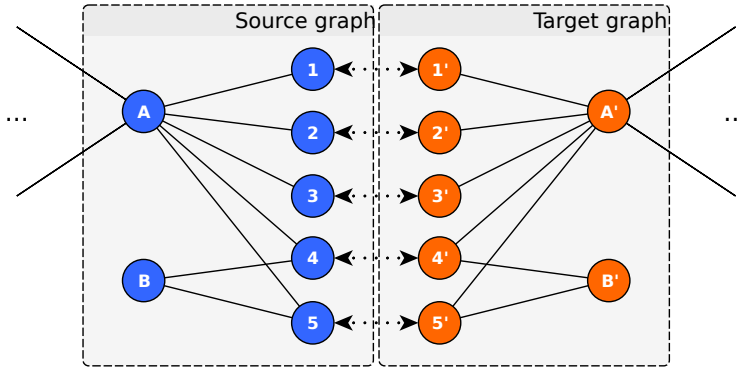 Source graph
Target graph
1
1'
A
A'
...
...
2
2'
3
3'
4
4'
B
B'
5
5'